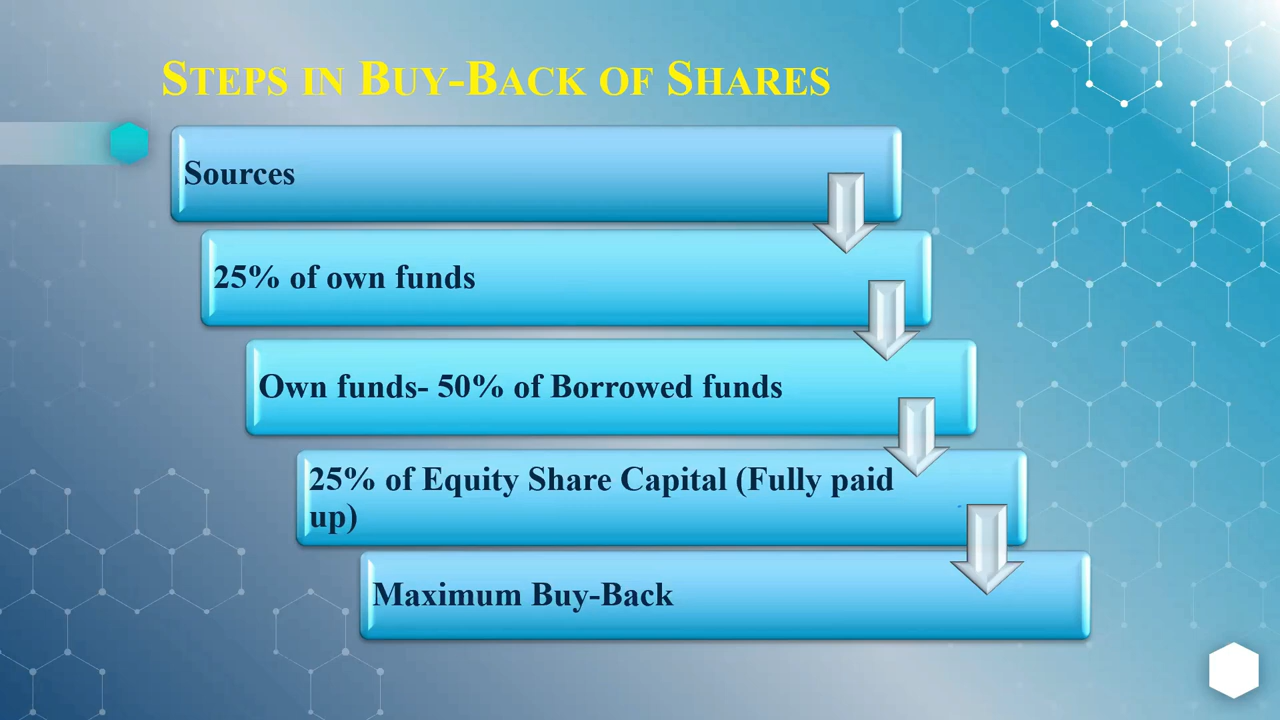 STEPS IN BUY-BACK OF SHARES
Sources
25% of own funds
Own funds- 50% of Borrowed funds
25% of Equity Share Capital (Fully paid
up)
Maximum Buy-Back